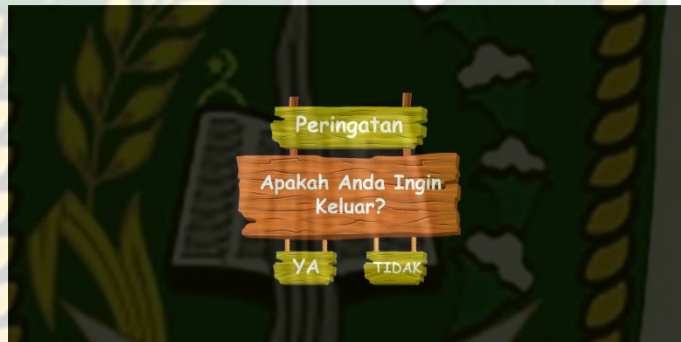 Peringatan
Apakah Anda Ingin
Keluar?
YA
TIDAK